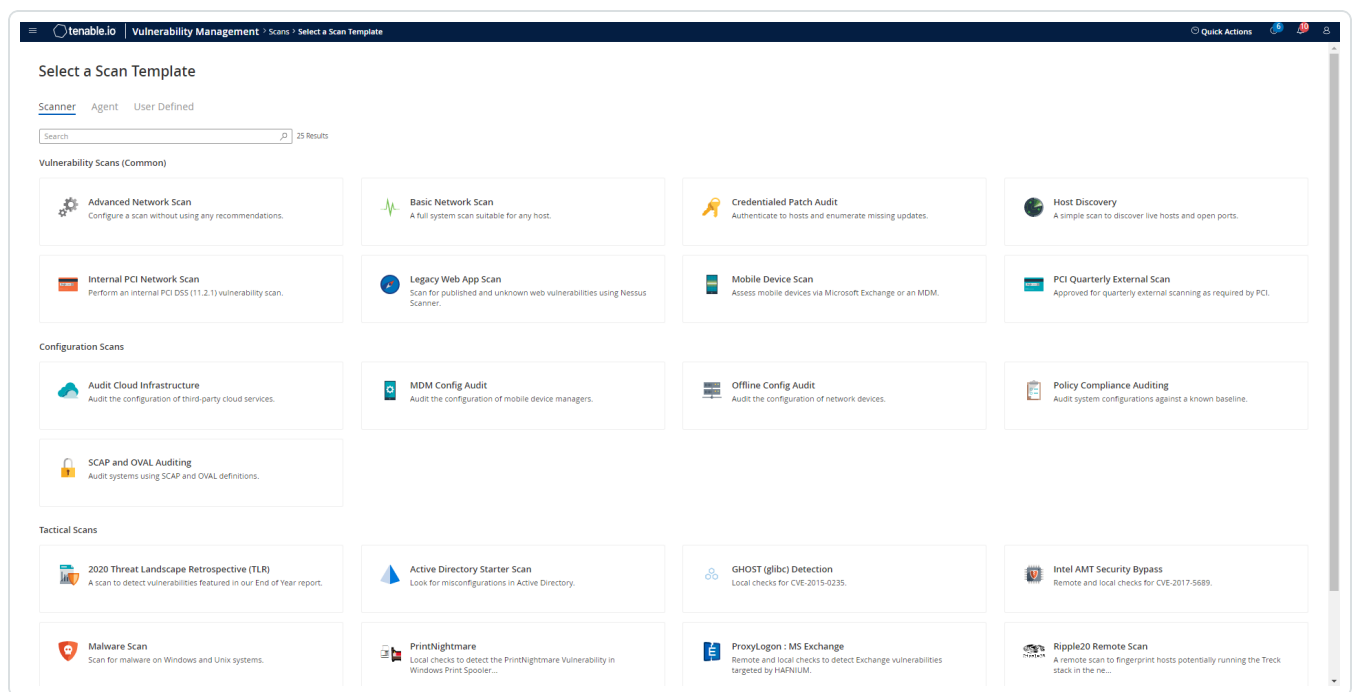 tenable.io Vulnerability Management > Scans > Select a Scan Template Quick Actions 6 10
Select a Scan Template
Scanner Agent User Defined
Search 25 Results
Vulnerability Scans (Common)
Advanced Network Scan
Configure a scan without using any recommendations.
Basic Network Scan
A full system scan suitable for any host.
Credentialed Patch Audit
Authenticate to hosts and enumerate missing updates.
Host Discovery
A simple scan to discover live hosts and open ports.
Internal PCI Network Scan
Perform an internal PCI DSS (11.2.1) vulnerability scan.
Legacy Web App Scan
Scan for published and unknown web vulnerabilities using Nessus
Scanner.
Mobile Device Scan
Assess mobile devices via Microsoft Exchange or an MDM.
PCI Quarterly External Scan
Approved for quarterly external scanning as required by PCI.
Configuration Scans
Audit Cloud Infrastructure
Audit the configuration of third-party cloud services.
MDM Config Audit
Audit the configuration of mobile device managers.
Offline Config Audit
Audit the configuration of network devices.
Policy Compliance Auditing
Audit system configurations against a known baseline.
SCAP and OVAL Auditing
Audit systems using SCAP and OVAL definitions.
Tactical Scans
2020 Threat Landscape Retrospective (TLR)
A scan to detect vulnerabilities featured in our End of Year report.
Active Directory Starter Scan
Look for misconfigurations in Active Directory.
GHOST (glibc) Detection
Local checks for CVE-2015-0235.
Intel AMT Security Bypass
Remote and local checks for CVE-2017-5689.
Malware Scan
Scan for malware on Windows and Unix systems.
PrintNightmare
Local checks to detect the PrintNightmare Vulnerability in
Windows Print Spooler...
ProxyLogon : MS Exchange
Remote and local checks to detect Exchange vulnerabilities
targeted by HAFNIUM.
Ripple20 Remote Scan
A remote scan to fingerprint hosts potentially running the Treck
stack in the ne...